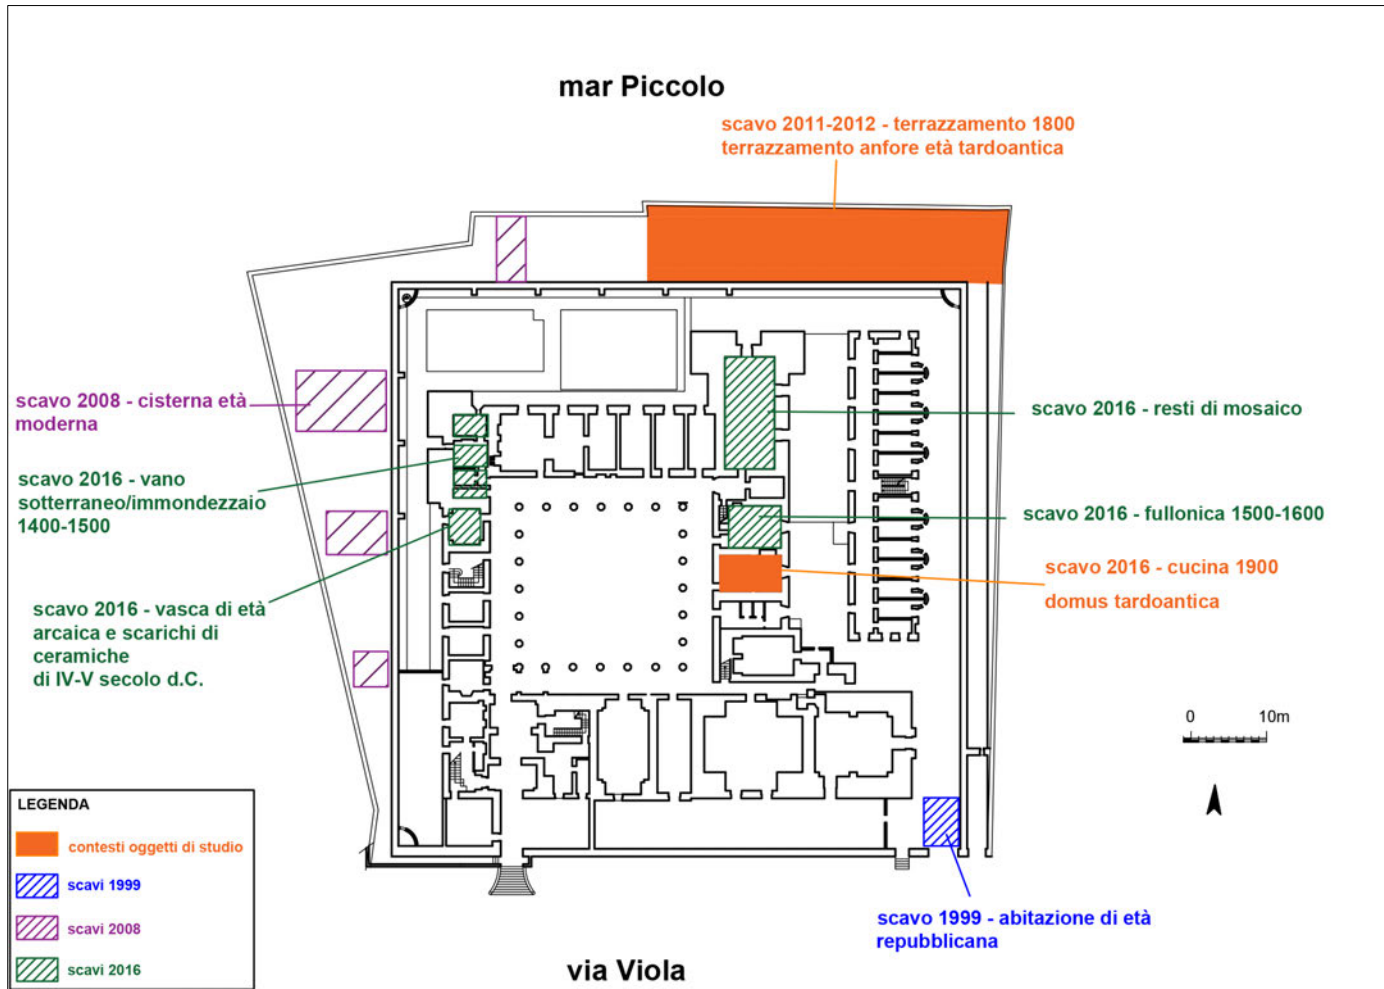 mar Piccolo
scavo 2011-2012 - terrazzamento 1800
terrazzamento anfore età tardoantica
scavo 2008 - cisterna età
moderna
scavo 2016 - vano
sotterraneo/immondezzaio
1400-1500
scavo 2016 - vasca di età
arcaica e scarichi di
ceramiche
di IV-V secolo d.C.
scavo 2016 - resti di mosaico
scavo 2016 - fullonica 1500-1600
scavo 2016 - cucina 1900
domus tardoantica
0 10m
scavo 1999 - abitazione di età
repubblicana
via Viola
LEGENDA
contesti oggetti di studio
scavi 1999
scavi 2008
scavi 2016